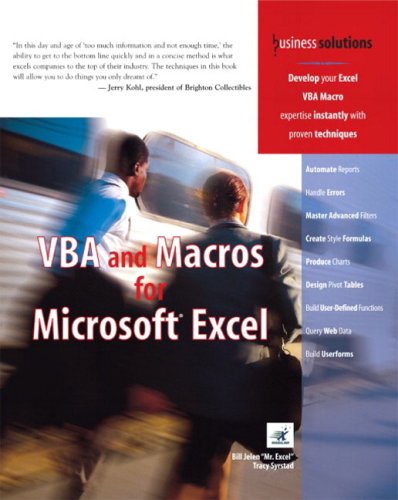 "In this day and age of 'too much information and not enough time,' the
ability to get to the bottom line quickly and in a concise method is what
excels companies to the top of their industry. The techniques in this book
will allow you to do things you only dreamt of."
— Jerry Kohl, president of Brighton Collectibles
business solutions
Develop your Excel
VBA Macro
expertise instantly with
proven techniques
Automate Reports
Handle Errors
Master Advanced Filters
Create Style Formulas
Produce Charts
Design Pivot Tables
Build User-Defined Functions
Query Web Data
Build Userforms
VBA and Macros
for
Microsoft® Excel
Bill Jelen "Mr. Excel"
Tracy Syrstad